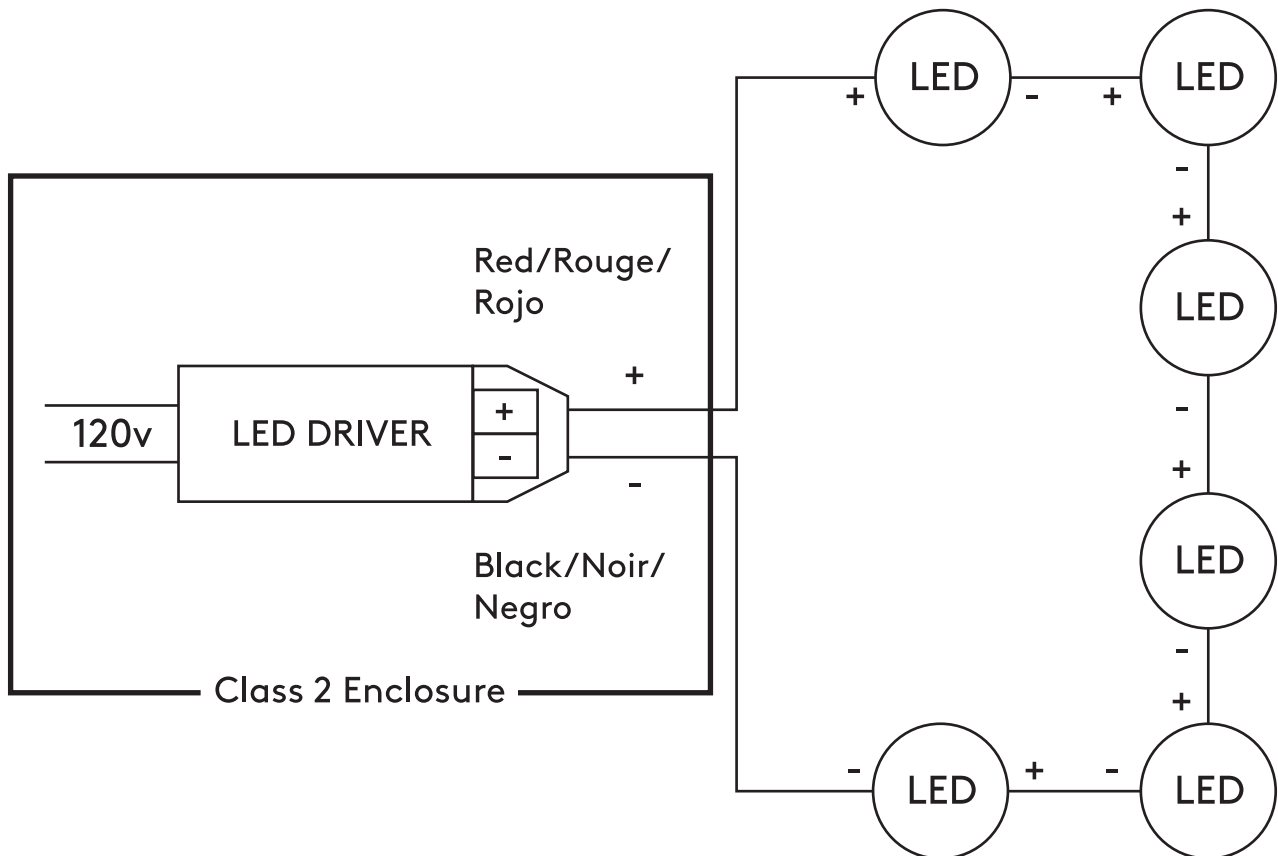 LED
LED
+
-
+
-
+
Red/Rouge/
Rojo
LED
+
+
120v
LED DRIVER
-
-
-
+
Black/Noir/
Negro
LED
-
Class 2 Enclosure
+
-
+
-
LED
LED